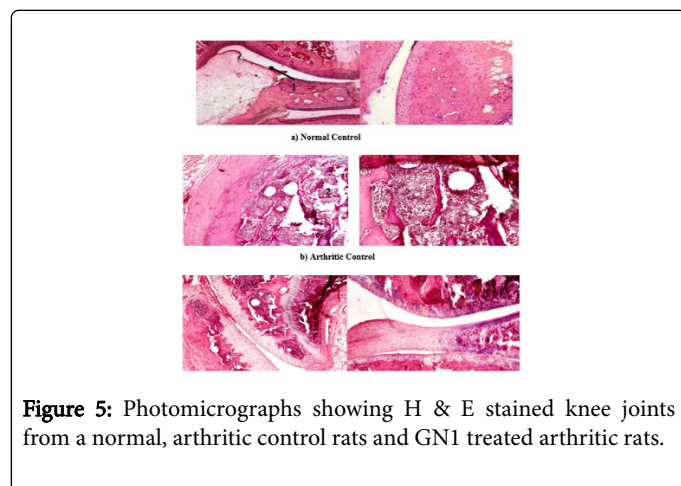 a) Normal Control
b) Arthritic Control
Figure 5: Photomicrographs showing H & E stained knee joints
from a normal, arthritic control rats and GN1 treated arthritic rats.